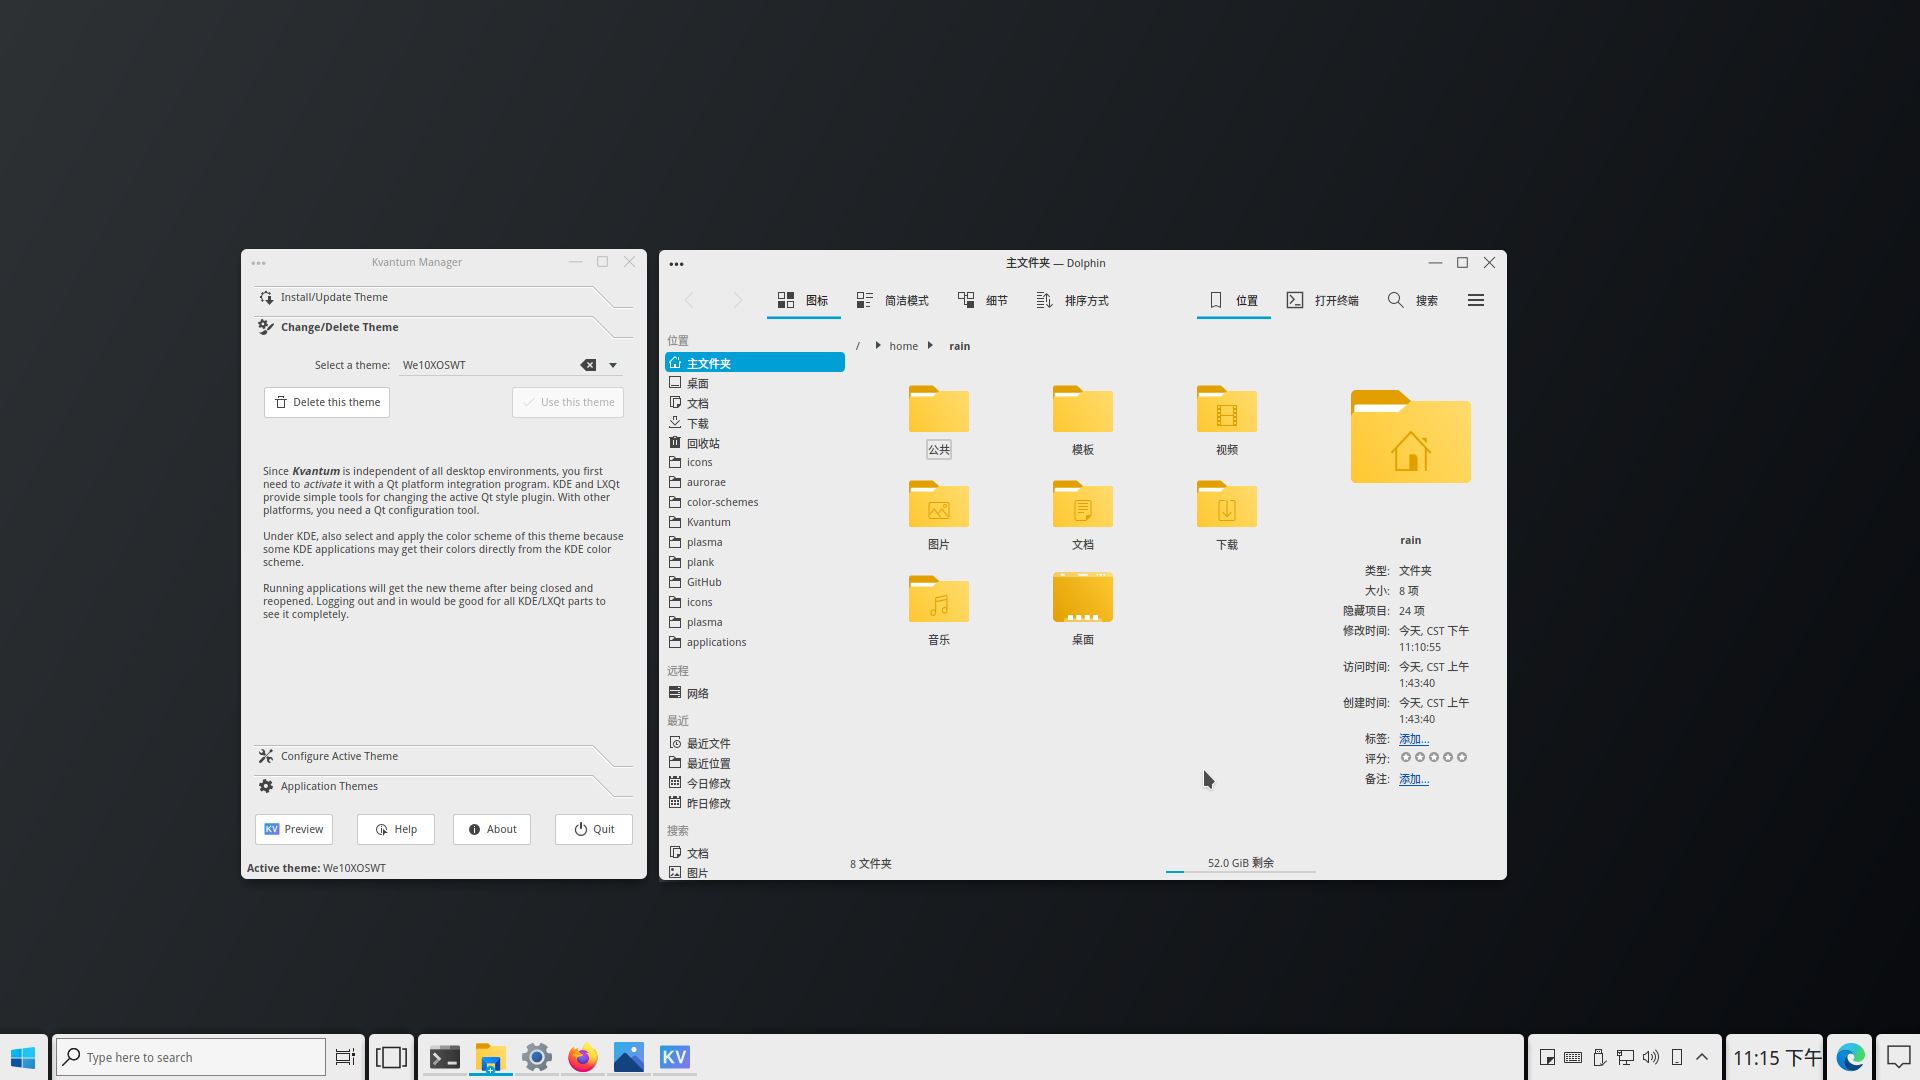 Kvantum Manager
Install/Update Theme
Change/Delete Theme
Select a theme: We10XOSWT
Delete this theme
Use this theme
Since Kvantum is independent of all desktop environments, you first
need to activate it with a Qt platform integration program. KDE and LXQt
provide simple tools for changing the active Qt style plugin. With other
platforms, you need a Qt configuration tool.
Under KDE, also select and apply the color scheme of this theme because
some KDE applications may get their colors directly from the KDE color
scheme.
Running applications will get the new theme after being closed and
reopened. Logging out and in would be good for all KDE/LXQt parts to
see it completely.
Configure Active Theme
Application Themes
KV Preview
Help
About
Quit
Active theme: We10XOSWT
主文件夹 — Dolphin
图标
简洁模式
细节
排序方式
位置
打开终端
搜索
位置
主文件夹
桌面
文档
下载
回收站
icons
aurorae
color-schemes
Kvantum
plasma
plank
GitHub
icons
plasma
applications
远程
网络
最近
最近文件
最近位置
今日修改
昨日修改
搜索
文档
图片
/ home rain
公共
模板
视频
图片
文档
下载
音乐
桌面
8 文件夹
52.0 GiB 剩余
rain
类型: 文件夹
大小: 8 项
隐藏项目: 24 项
修改时间: 今天, CST 下午
11:10:55
访问时间: 今天, CST 上午
1:43:40
创建时间: 今天, CST 上午
1:43:40
标签: 添加...
评分:
备注: 添加...
Type here to search
KV
11:15 下午